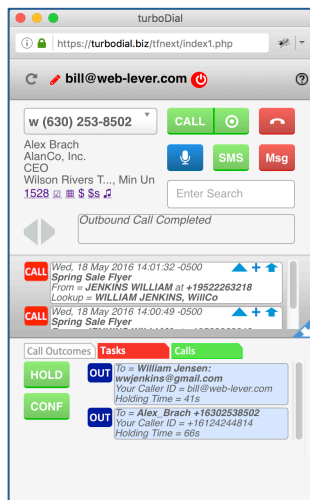 turboDial
https://turbodial.biz/tfnext/index1.php
bill@web-lever.com
w (630) 253-8502
CALL
Alex Brach
AlanCo, Inc.
CEO
Wilson Rivers T..., Min Un
1528 $ $s
SMS
Msg
Enter Search
Outbound Call Completed
CALL
Wed, 18 May 2016 14:01:32 -0500
Spring Sale Flyer
From = JENKINS WILLIAM at +19522263218
Lookup = WILLIAM JENKINS, WillCo
CALL
Wed, 18 May 2016 14:00:49 -0500
Spring Sale Flyer
Call Outcomes
Tasks
Calls
HOLD
CONF
OUT
To = William Jensen:
wwjenkins@gmail.com
Your Caller ID = bill@web-lever.com
Holding Time = 41s
OUT
To = Alex_Brach +16302538502
Your Caller ID = +16124244814
Holding Time = 66s